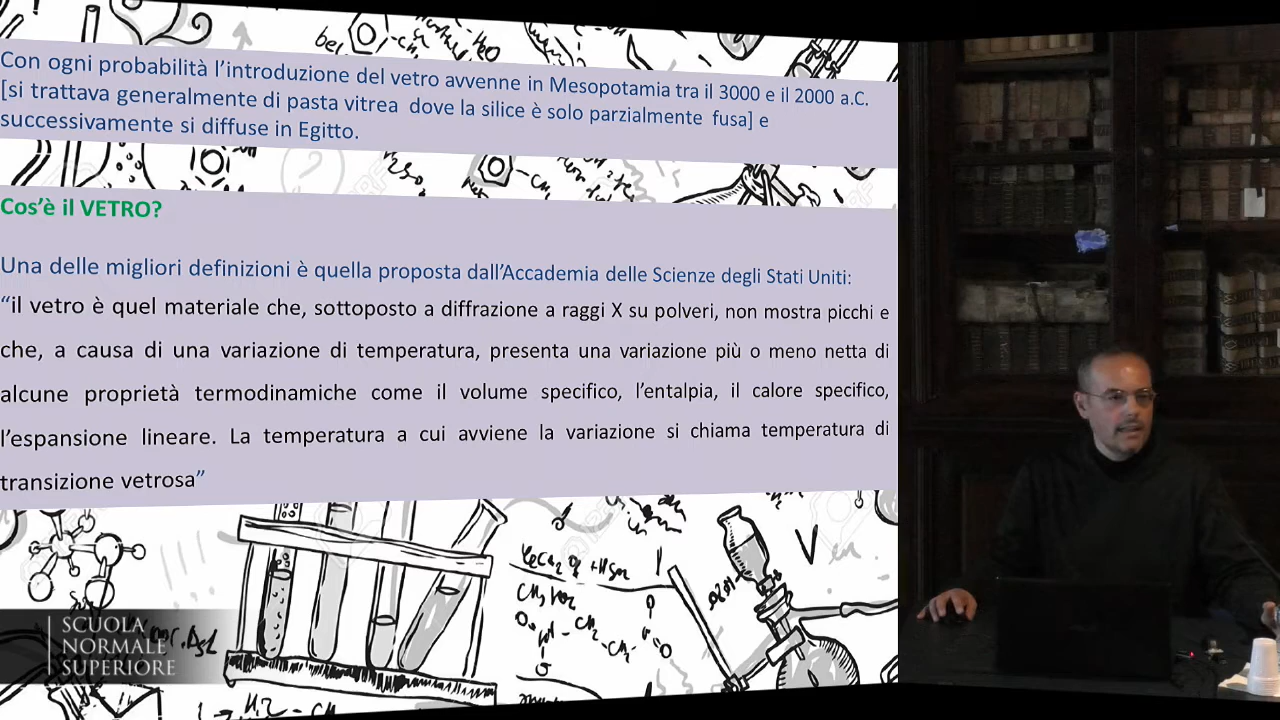 Con ogni probabilità l'introduzione del vetro avvenne in Mesopotamia tra il 3000 e il 2000 a.C.
[si trattava generalmente di pasta vitrea dove la silice è solo parzialmente fusa] e
successivamente si diffuse in Egitto.
Cos'è il VETRO?
Una delle migliori definizioni è quella proposta dall'Accademia delle Scienze degli Stati Uniti:
“il vetro è quel materiale che, sottoposto a diffrazione a raggi X su polveri, non mostra picchi e
che, a causa di una variazione di temperatura, presenta una variazione più o meno netta di
alcune proprietà termodinamiche come il volume specifico, l'entalpia, il calore specifico,
l'espansione lineare. La temperatura a cui avviene la variazione si chiama temperatura di
transizione vetrosa”
SCUOLA
NORMALE
SUPERIORE